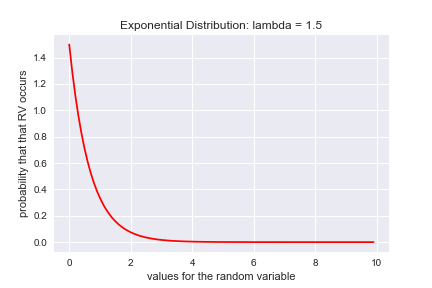 Exponential Distribution: lambda = 1.5
probability that that RV occurs
1.4
1.2
1.0
0.8
0.6
0.4
0.2
0.0
0 2 4 6 8 10
values for the random variable